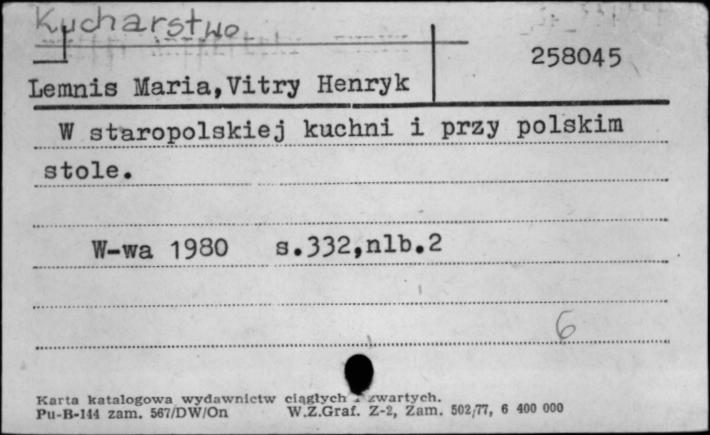 Kucharstwo
258045
Lemnis Maria,Vitry Henryk
W staropolskiej kuchni i przy polskim
stole.
W-wa 1980 s.332,nlb.2
6
Karta katalogowa wydawnictw ciągłych zwartych.
Pu-B-144 zam. 567/DW/On W.Z.Graf. Z-2, Zam. 502/77, 6 400 000